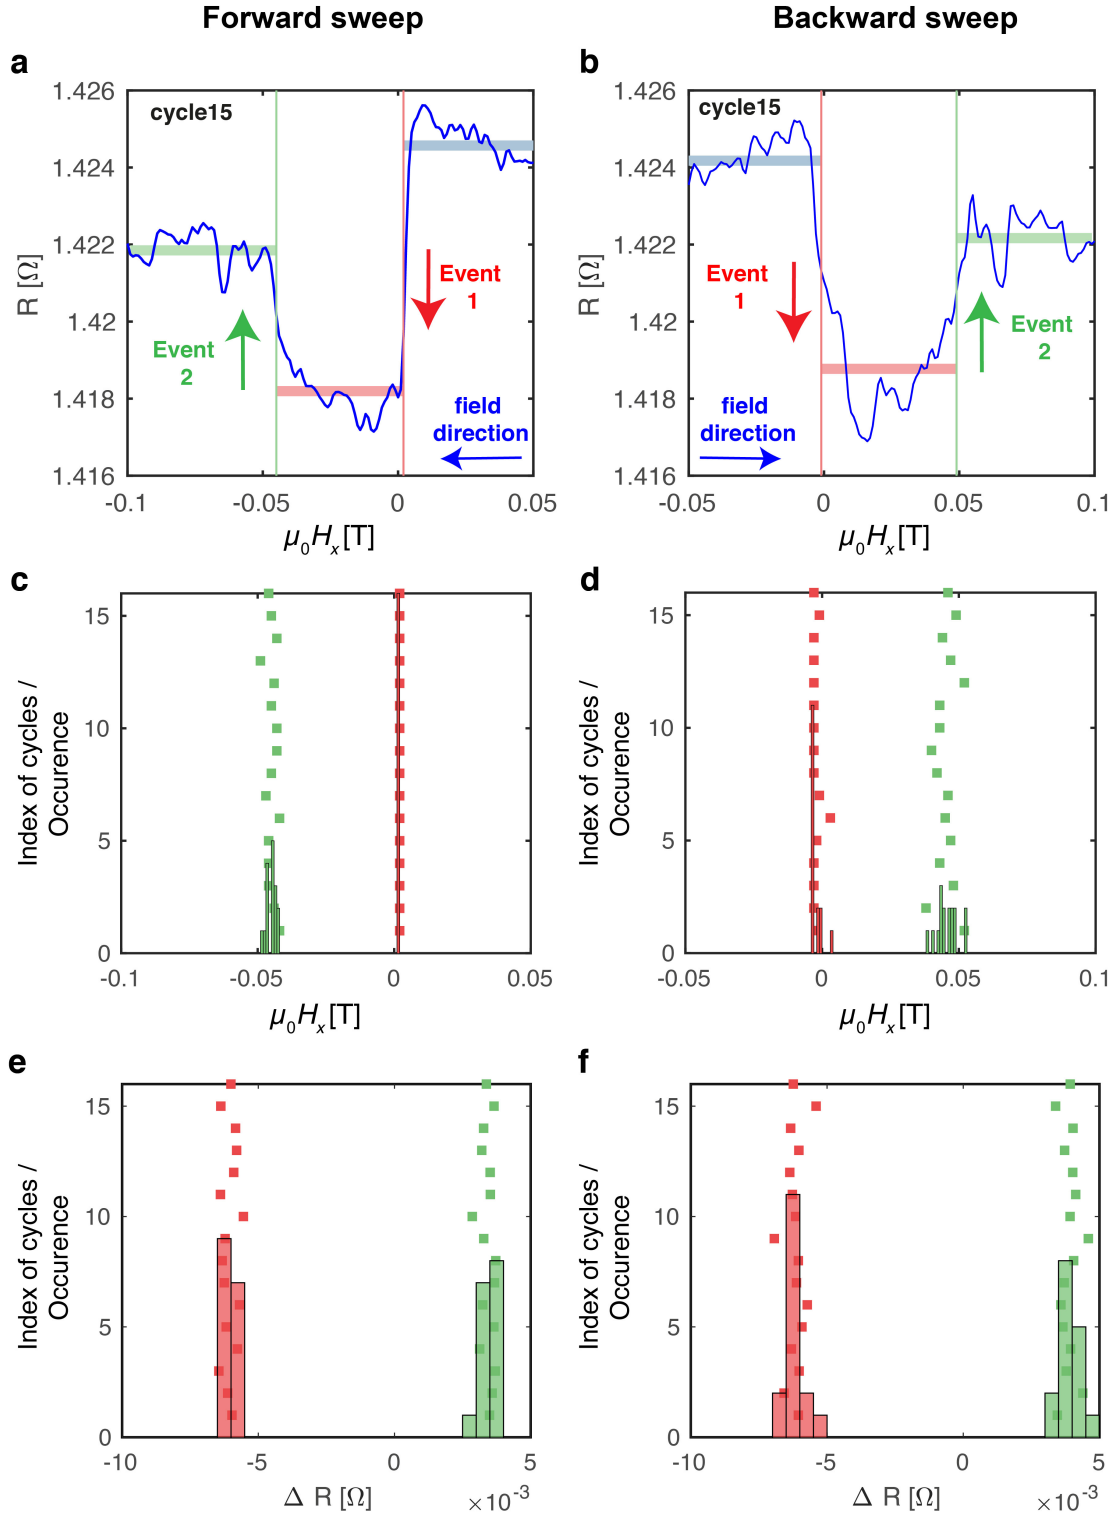 Forward sweep
Backward sweep
a
1.426
1.424
1.422
1.42
1.418
1.416
R [Ω]
cycle15
Event
1
Event
2
field
direction
-0.1
-0.05
0
0.05
μ₀Hₓ[T]
b
1.426
1.424
1.422
1.42
1.418
1.416
R [Ω]
cycle15
Event
1
Event
2
field
direction
-0.05
0
0.05
0.1
μ₀Hₓ[T]
c
15
10
5
0
Index of cycles /
Occurence
-0.1
-0.05
0
0.05
μ₀Hₓ[T]
d
15
10
5
0
Index of cycles /
Occurence
-0.05
0
0.05
0.1
μ₀Hₓ[T]
e
15
10
5
0
Index of cycles /
Occurence
-10
-5
0
5
Δ R [Ω]
×10⁻³
f
15
10
5
0
Index of cycles /
Occurence
-10
-5
0
5
Δ R [Ω]
×10⁻³